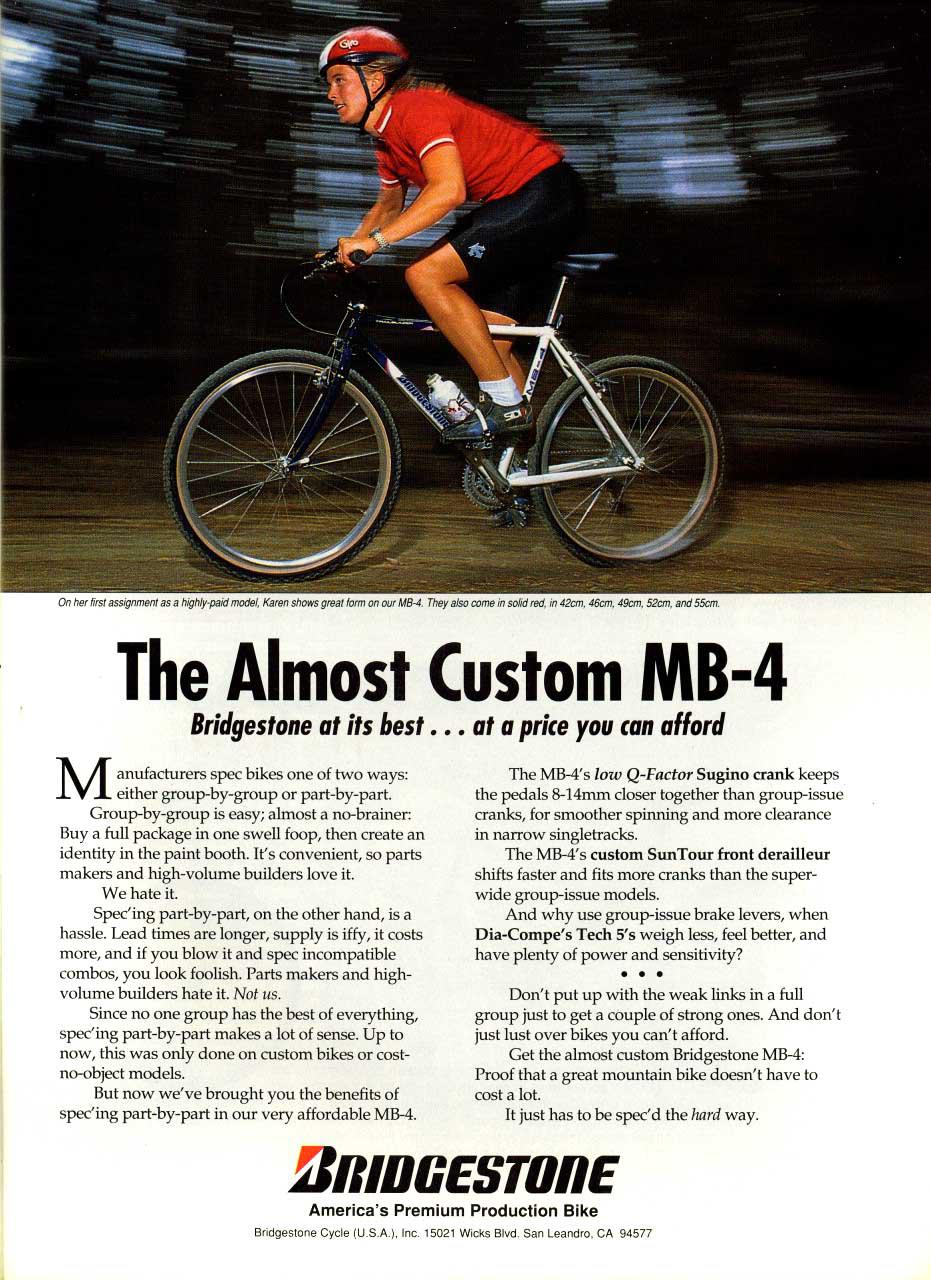 Giro
BRIDGESTONE
MB-4
SIDI
On her first assignment as a highly-paid model, Karen shows great form on our MB-4. They also come in solid red, in 42cm, 46cm, 49cm, 52cm, and 55cm.
The Almost Custom MB-4
Bridgestone at its best . . . at a price you can afford
Manufacturers spec bikes one of two ways:
either group-by-group or part-by-part.
Group-by-group is easy; almost a no-brainer:
Buy a full package in one swell foop, then create an
identity in the paint booth. It's convenient, so parts
makers and high-volume builders love it.
We hate it.
Spec'ing part-by-part, on the other hand, is a
hassle. Lead times are longer, supply is iffy, it costs
more, and if you blow it and spec incompatible
combos, you look foolish. Parts makers and high-
volume builders hate it. Not us.
Since no one group has the best of everything,
spec'ing part-by-part makes a lot of sense. Up to
now, this was only done on custom bikes or cost-
no-object models.
But now we've brought you the benefits of
spec'ing part-by-part in our very affordable MB-4.
The MB-4's low Q-Factor Sugino crank keeps
the pedals 8-14mm closer together than group-issue
cranks, for smoother spinning and more clearance
in narrow singletracks.
The MB-4's custom SunTour front derailleur
shifts faster and fits more cranks than the super-
wide group-issue models.
And why use group-issue brake levers, when
Dia-Compe's Tech 5's weigh less, feel better, and
have plenty of power and sensitivity?
• • •
Don't put up with the weak links in a full
group just to get a couple of strong ones. And don't
just lust over bikes you can't afford.
Get the almost custom Bridgestone MB-4:
Proof that a great mountain bike doesn't have to
cost a lot.
It just has to be spec'd the hard way.
BRIDGESTONE
America's Premium Production Bike
Bridgestone Cycle (U.S.A.), Inc. 15021 Wicks Blvd. San Leandro, CA 94577